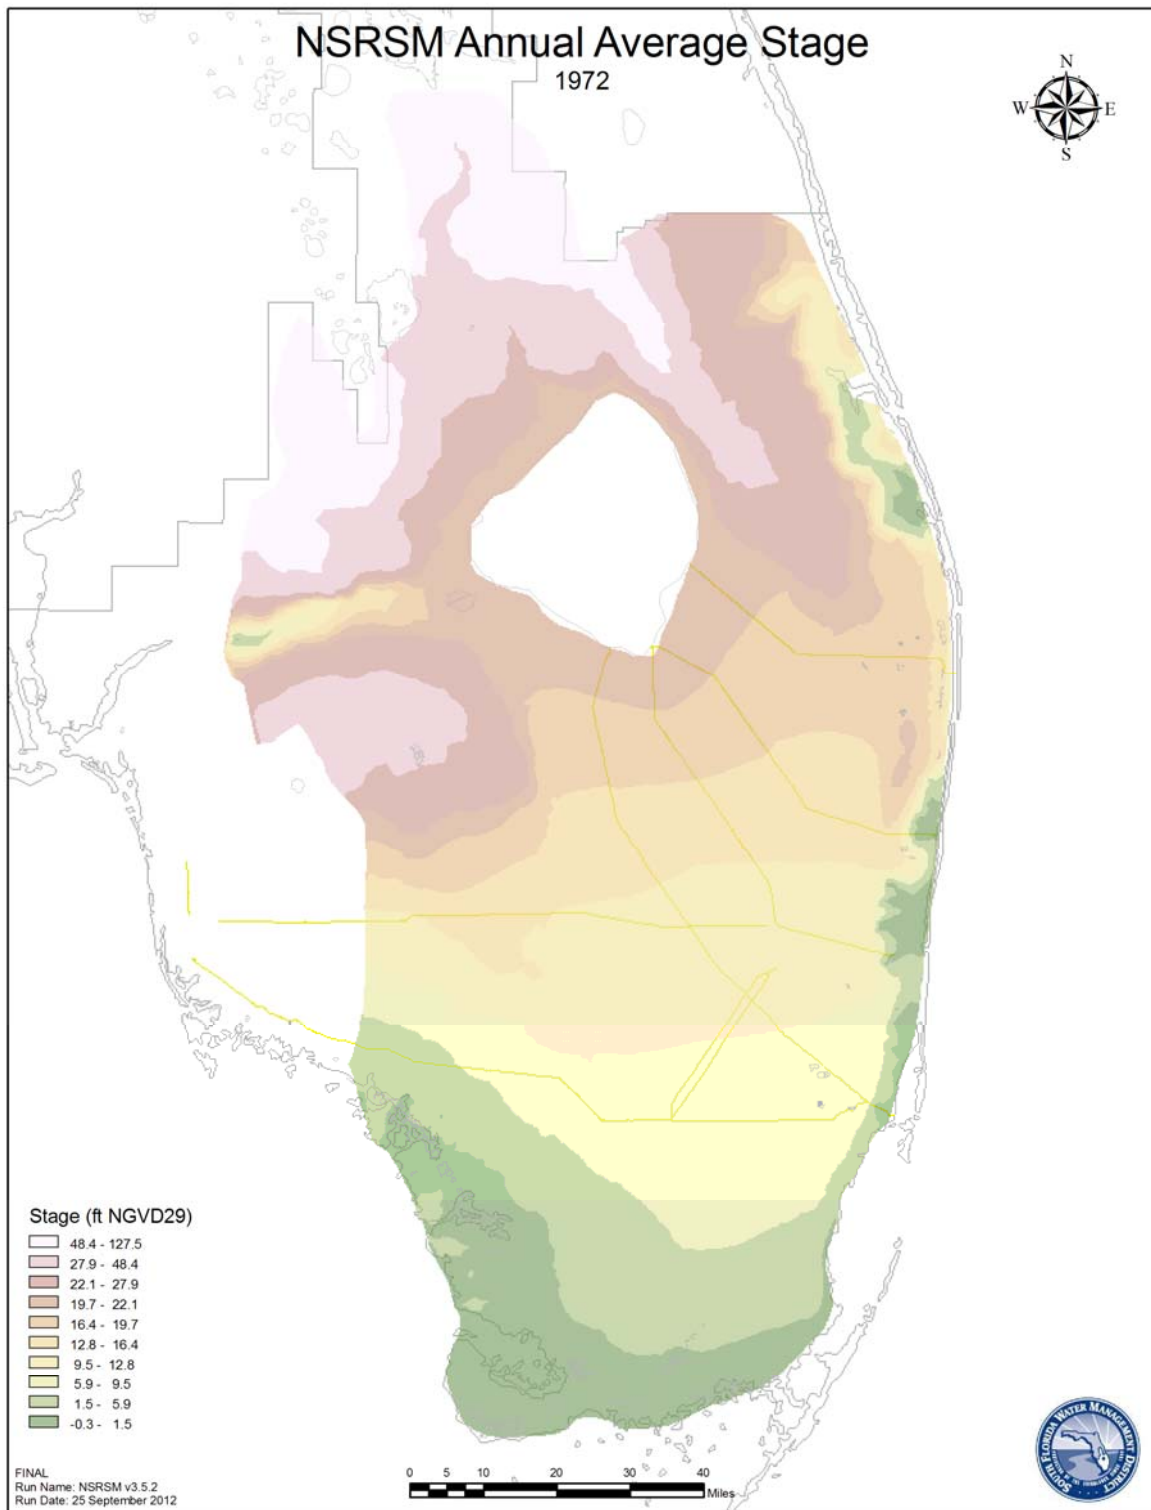 NSRSM Annual Average Stage
1972
N
W E
S
Stage (ft NGVD29)
48.4 - 127.5
27.9 - 48.4
22.1 - 27.9
19.7 - 22.1
16.4 - 19.7
12.8 - 16.4
9.5 - 12.8
5.9 - 9.5
1.5 - 5.9
-0.3 - 1.5
FINAL
Run Name: NSRSM v3.5.2
Run Date: 25 September 2012
0 5 10 20 30 40
Miles
SOUTH FLORIDA WATER MANAGEMENT DISTRICT